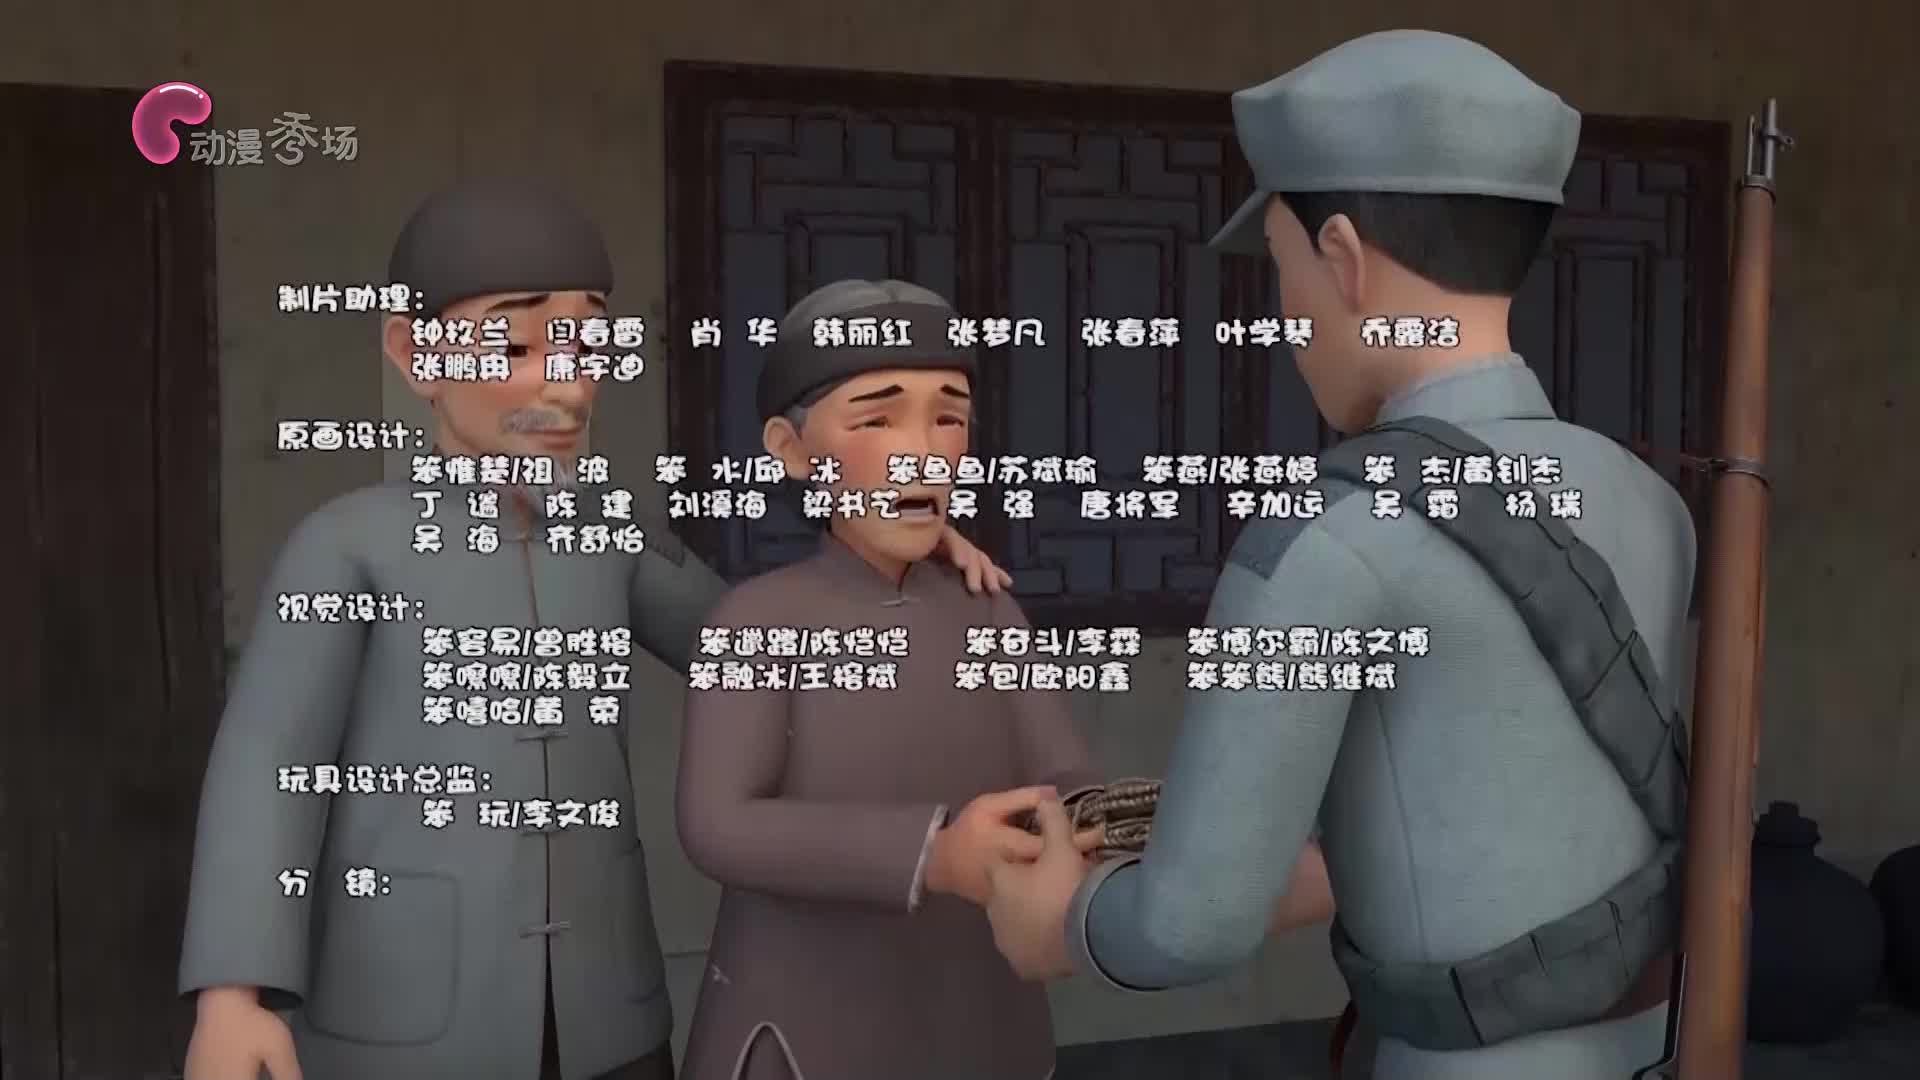 动漫秀场
制片助理：
钟枚兰 闫春雷 肖 华 韩丽红 张梦凡 张春萍 叶学琴 乔露洁
张鹏冉 康宇迪
原画设计：
笨惟楚/祖 波 笨 水/邱 冰 笨鱼鱼/苏斌瑜 笨燕/张燕婷 笨 杰/黄钊杰
丁 谧 陈 建 刘溪海 梁书艺 吴 强 唐将军 辛加运 吴 霜 杨 瑞
吴 海 齐舒怡
视觉设计：
笨容易/曾胜榕 笨邋蹬/陈恺恺 笨奋斗/李霖 笨博尔霸/陈文博
笨嚓嚓/陈毅立 笨融冰/王榕斌 笨包/欧阳鑫 笨笨熊/熊继斌
笨嘻哈/黄 荣
玩具设计总监：
笨 玩/李文俊
分 镜：